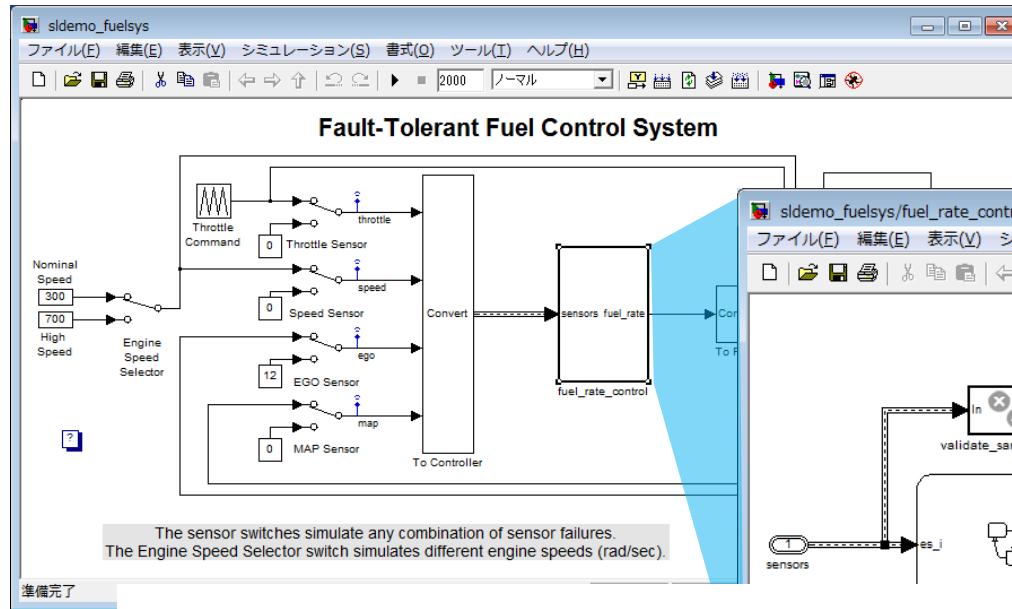 sldemo_fuelsys
ファイル(F) 編集(E) 表示(V) シミュレーション(S) 書式(O) ツール(T) ヘルプ(H)
2000 ノーマル
Fault-Tolerant Fuel Control System
Throttle
Command
throttle
0
Throttle Sensor
Nominal
Speed
300
700
High
Speed
Engine
Speed
Selector
speed
0
Speed Sensor
ego
12
EGO Sensor
map
0
MAP Sensor
Convert
To Controller
sensors fuel_rate
fuel_rate_control
?
The sensor switches simulate any combination of sensor failures.
The Engine Speed Selector switch simulates different engine speeds (rad/sec).
準備完了
sldemo_fuelsys/fuel_rate_contr
ファイル(F) 編集(E) 表示(V)
In
validate_sa
es_i
1
sensors